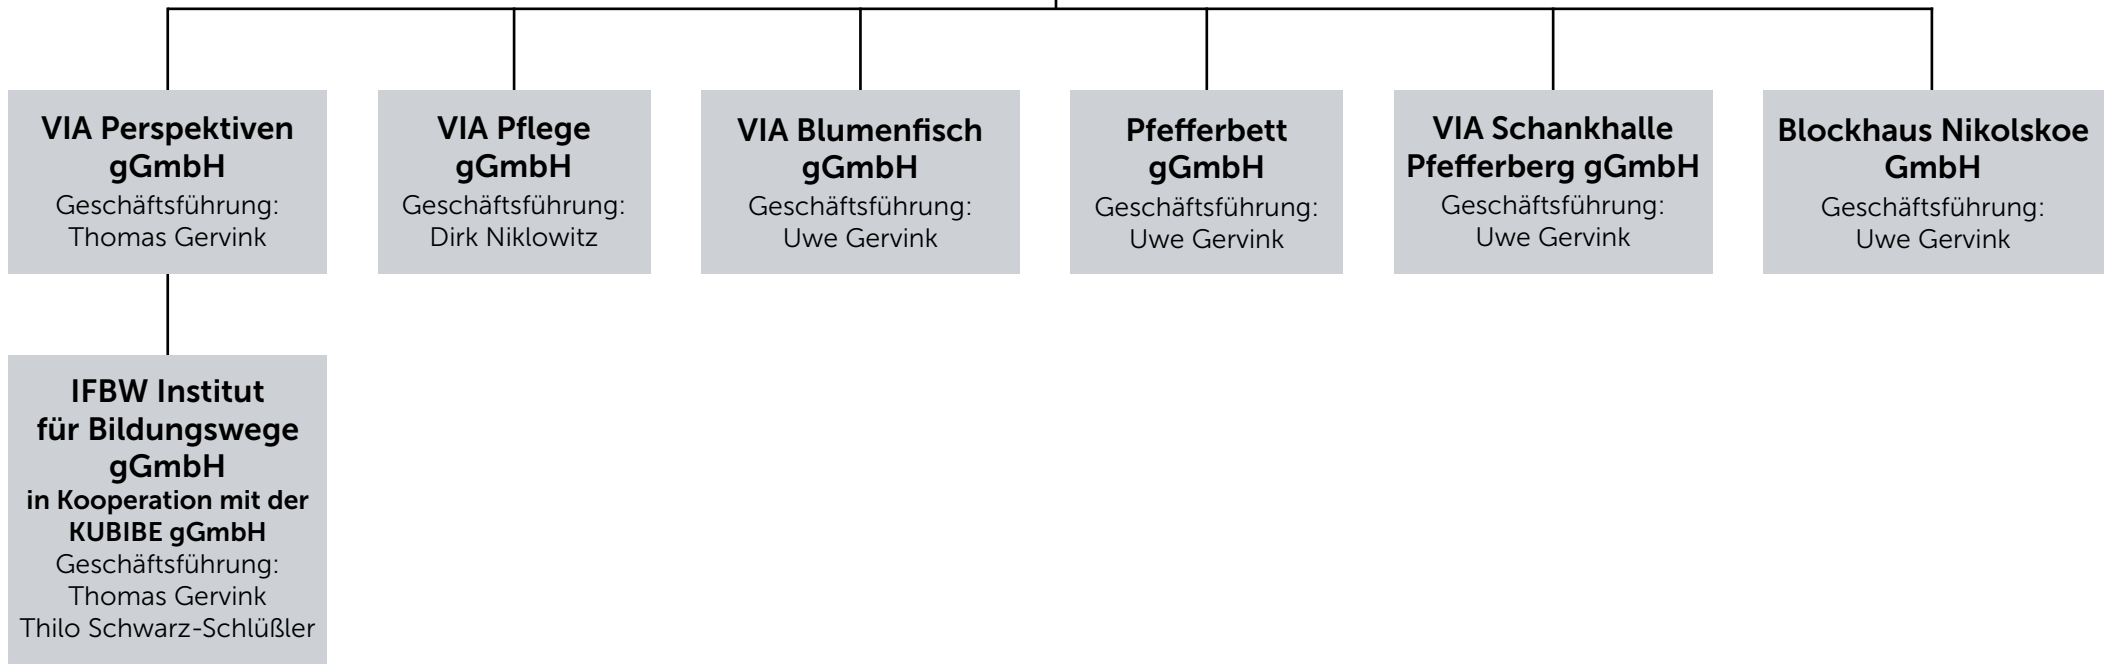 VIA Perspektiven
gGmbH
Geschäftsführung:
Thomas Gervink
VIA Pflege
gGmbH
Geschäftsführung:
Dirk Niklowitz
VIA Blumenfisch
gGmbH
Geschäftsführung:
Uwe Gervink
Pfefferbett
gGmbH
Geschäftsführung:
Uwe Gervink
VIA Schankhalle
Pfefferberg gGmbH
Geschäftsführung:
Uwe Gervink
Blockhaus Nikolskoe
GmbH
Geschäftsführung:
Uwe Gervink
IFBW Institut
für Bildungswege
gGmbH
in Kooperation mit der
KUBIBE gGmbH
Geschäftsführung:
Thomas Gervink
Thilo Schwarz-Schlüßler